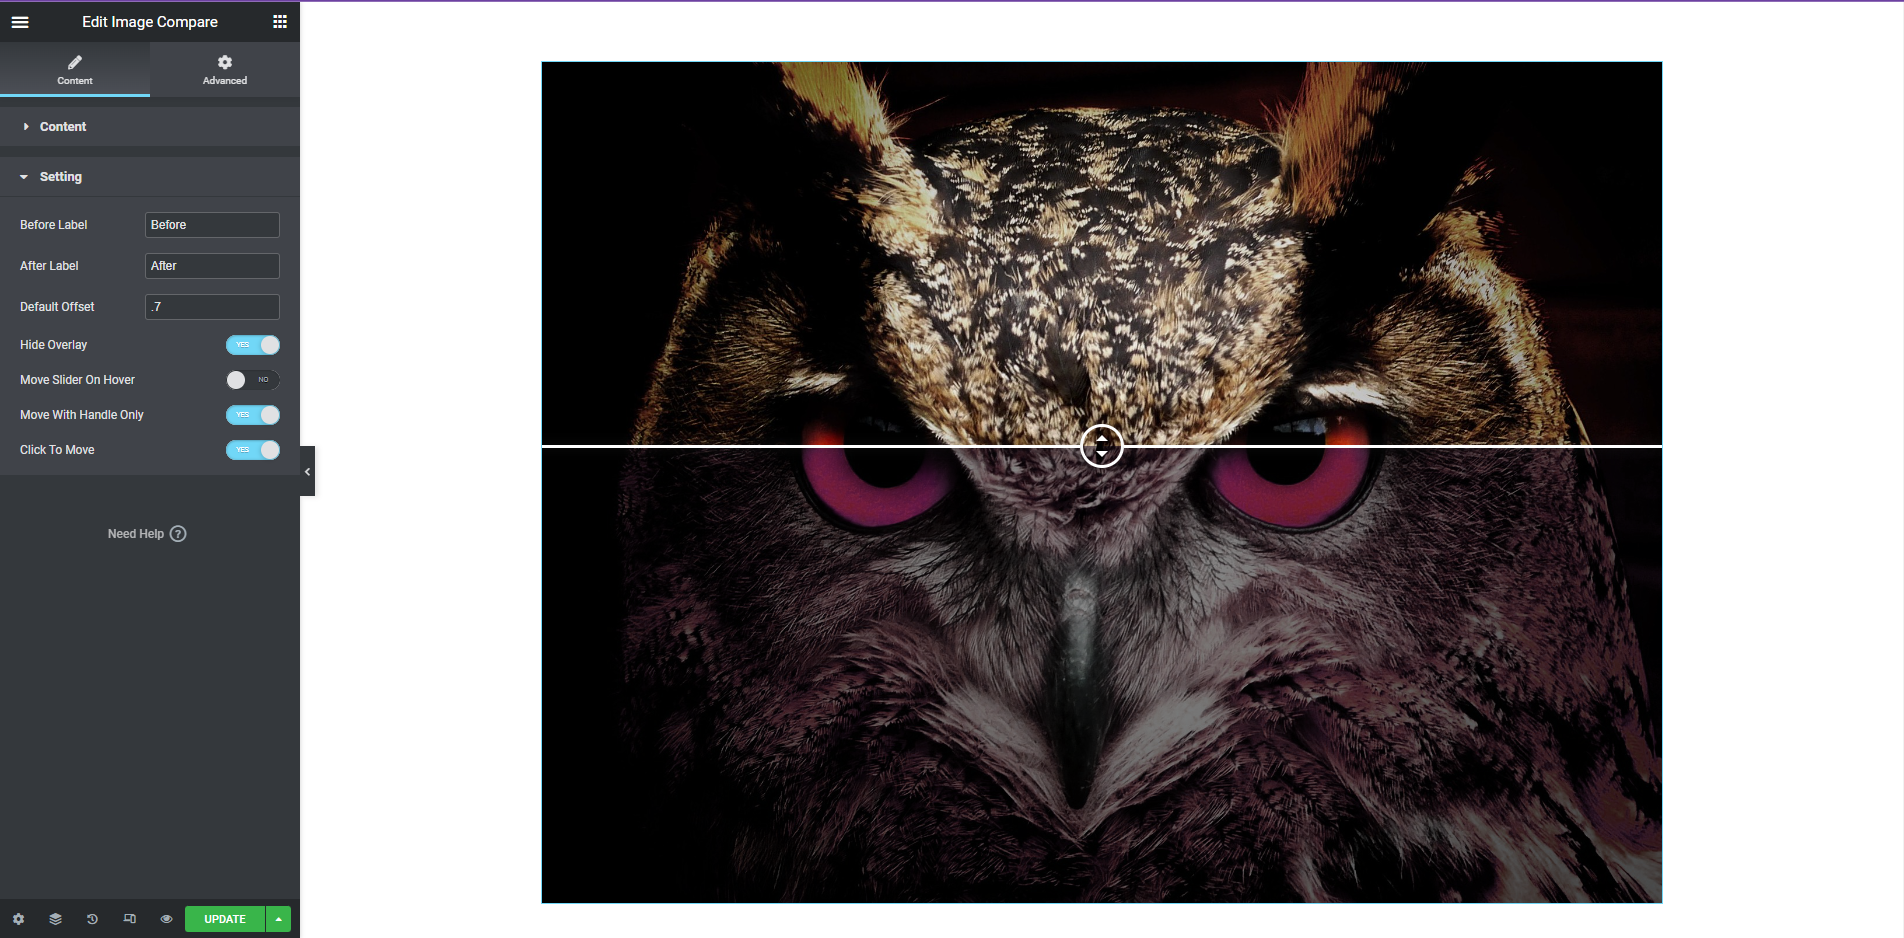 Edit Image Compare
Content
Advanced
Content
Setting
Before Label
Before
After Label
After
Default Offset
.7
Hide Overlay
YES
Move Slider On Hover
NO
Move With Handle Only
YES
Click To Move
YES
Need Help ?
UPDATE